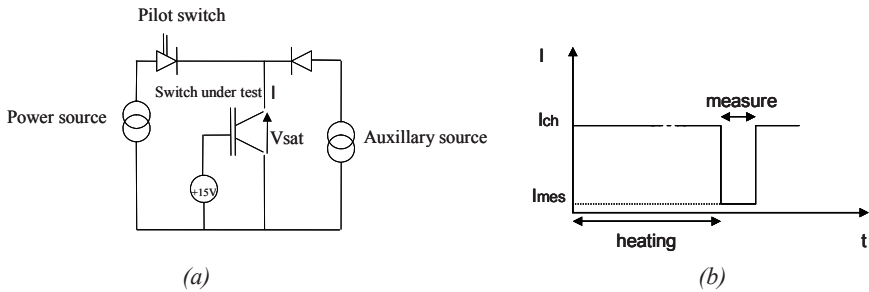 Pilot switch
Power source
Switch under test
I
Vsat
Auxillary source
+15V
(a)
I
Ich
measure
Imes
heating
t
(b)